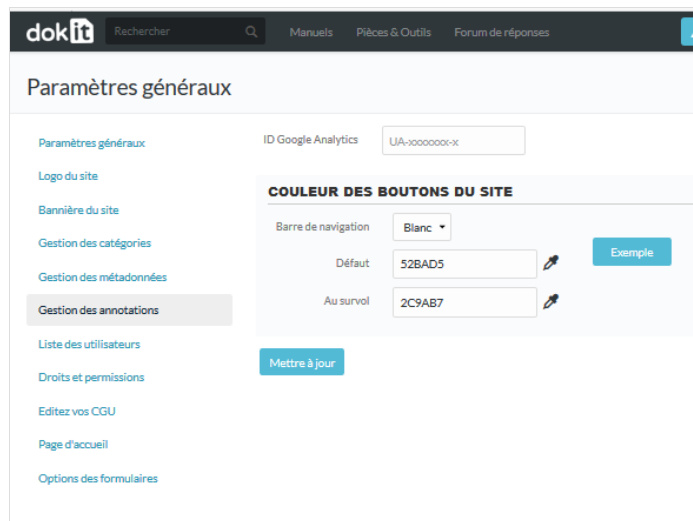 dokit
Rechercher
Manuels
Pièces & Outils
Forum de réponses
Paramètres généraux
Paramètres généraux
Logo du site
Bannière du site
Gestion des catégories
Gestion des métadonnées
Gestion des annotations
Liste des utilisateurs
Droits et permissions
Editez vos CGU
Page d'accueil
Options des formulaires
ID Google Analytics
UA-xxxxxxx-x
COULEUR DES BOUTONS DU SITE
Barre de navigation
Blanc
Défaut
52BAD5
Exemple
Au survol
2C9AB7
Mettre à jour